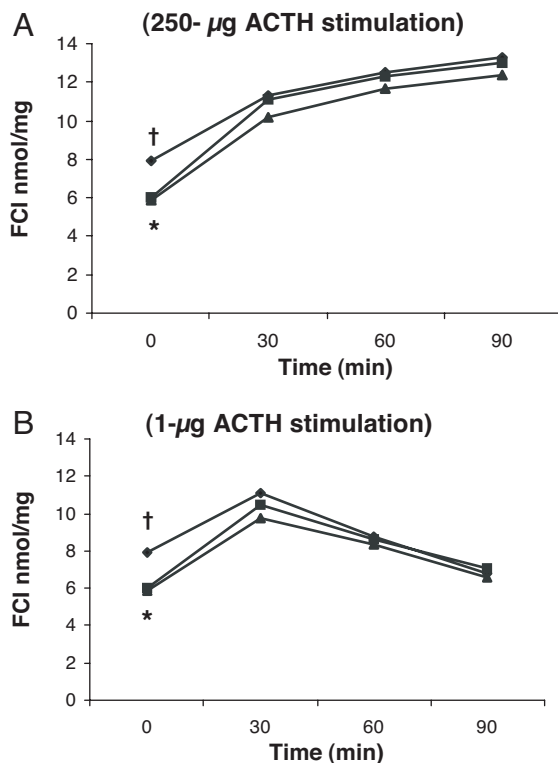 A
(250- µg ACTH stimulation)
14
12
10
8
6
4
2
0
FCI nmol/mg
†
*
0 30 60 90
Time (min)
B
(1-µg ACTH stimulation)
14
12
10
8
6
4
2
0
FCI nmol/mg
†
*
0 30 60 90
Time (min)